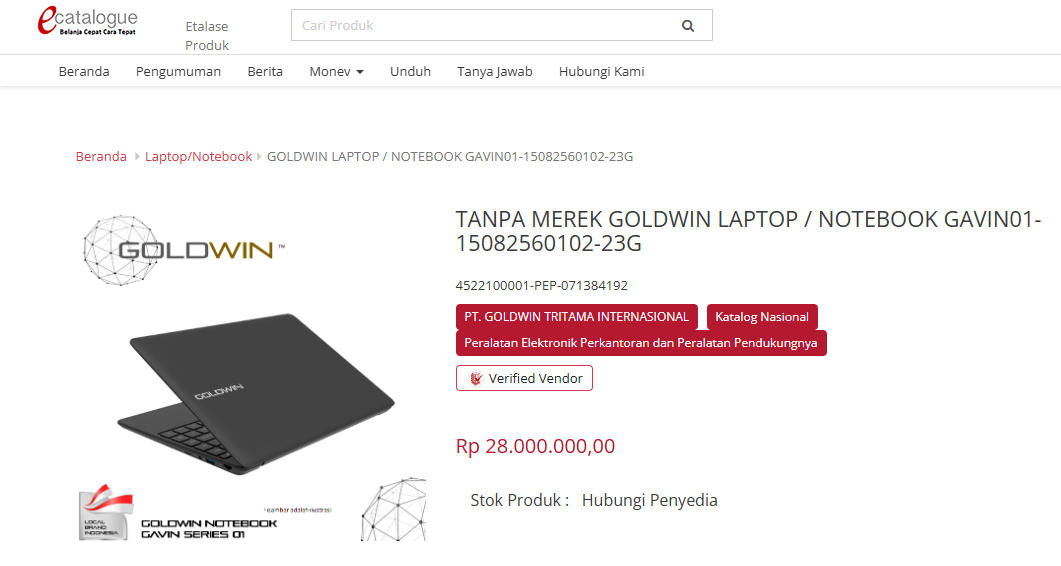 ecatalogue
Belanja Cepat Cara Tepat
Etalase
Produk
Cari Produk
Beranda Pengumuman Berita Monev Unduh Tanya Jawab Hubungi Kami
Beranda Laptop/Notebook GOLDWIN LAPTOP / NOTEBOOK GAVIN01-15082560102-23G
GOLDWIN™
GOLDWIN
*Gambar adalah ilustrasi
LOCAL
BRAND
INDONESIA
GOLDWIN NOTEBOOK
GAVIN SERIES 01
TANPA MEREK GOLDWIN LAPTOP / NOTEBOOK GAVIN01-
15082560102-23G
4522100001-PEP-071384192
PT. GOLDWIN TRITAMA INTERNASIONAL Katalog Nasional
Peralatan Elektronik Perkantoran dan Peralatan Pendukungnya
Verified Vendor
Rp 28.000.000,00
Stok Produk : Hubungi Penyedia